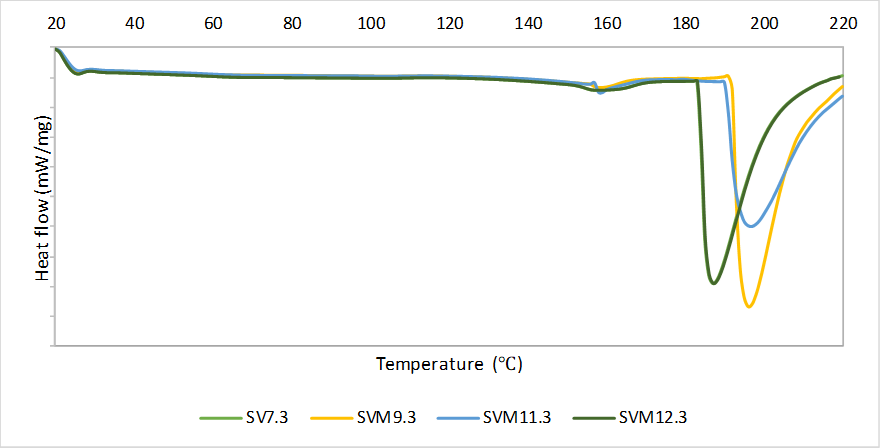 20 40 60 80 100 120 140 160 180 200 220
Heat flow (mW/mg)
Temperature (°C)
SV7.3 SVM9.3 SVM11.3 SVM12.3